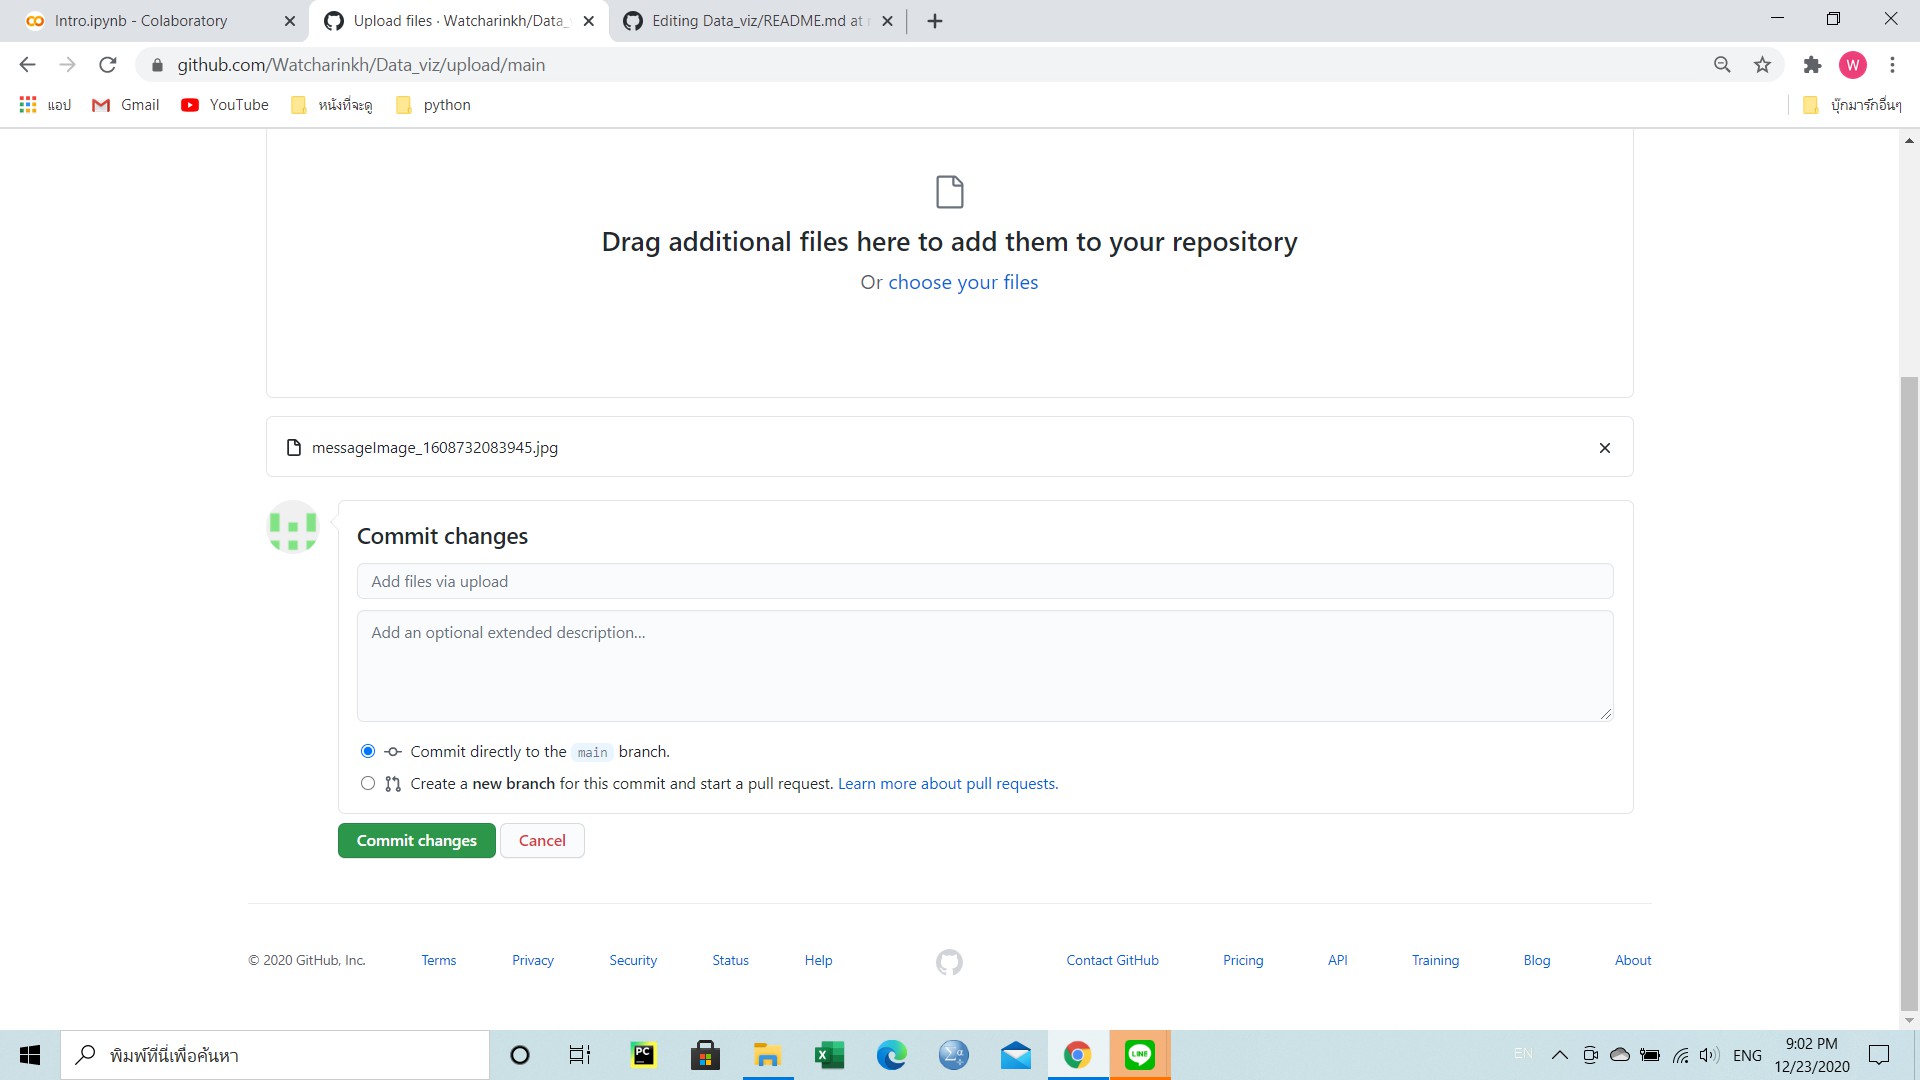 Intro.ipynb - Colaboratory
Upload files · Watcharinkh/Data_
Editing Data_viz/README.md at
github.com/Watcharinkh/Data_viz/upload/main
W
แอป
Gmail
YouTube
หนังที่จะดู
python
บุ๊กมาร์กอื่นๆ
Drag additional files here to add them to your repository
Or choose your files
messageImage_1608732083945.jpg
Commit changes
Add files via upload
Add an optional extended description...
Commit directly to the main branch.
Create a new branch for this commit and start a pull request. Learn more about pull requests.
Commit changes
Cancel
© 2020 GitHub, Inc.
Terms
Privacy
Security
Status
Help
Contact GitHub
Pricing
API
Training
Blog
About
พิมพ์ที่นี่เพื่อค้นหา
PC
LINE
EN
ENG
9:02 PM
12/23/2020